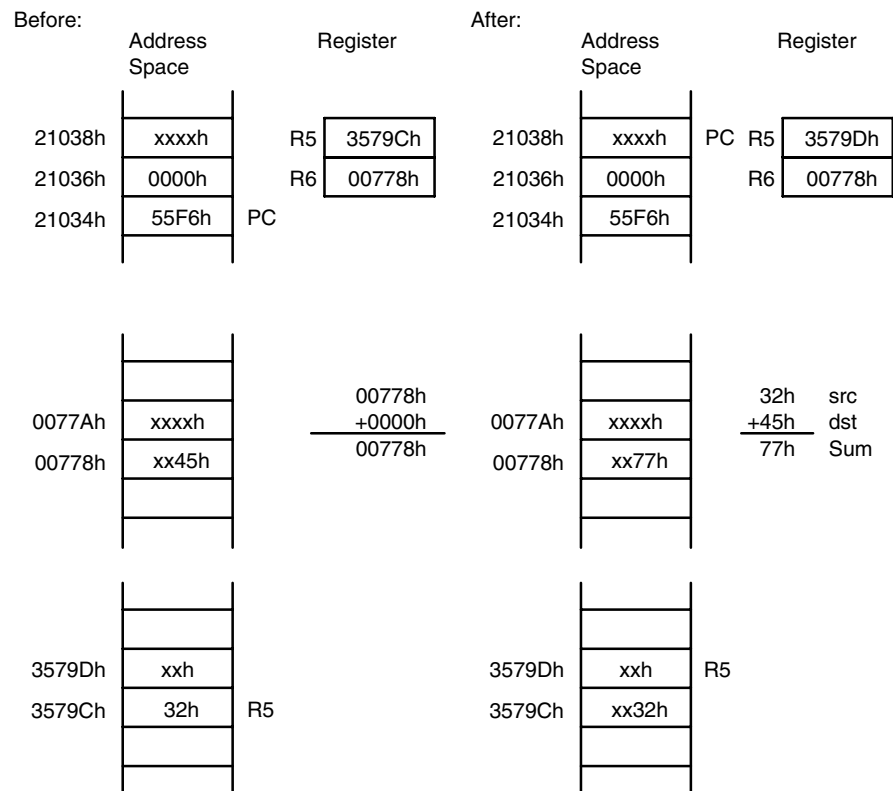 Before:
Address Space
Register
21038h xxxxh R5 3579Ch
21036h 0000h R6 00778h
21034h 55F6h PC
0077Ah xxxxh
00778h xx45h
00778h
+0000h
00778h
3579Dh xxh
3579Ch 32h R5
After:
Address Space
Register
21038h xxxxh PC R5 3579Dh
21036h 0000h R6 00778h
21034h 55F6h
0077Ah xxxxh
00778h xx77h
32h src
+45h dst
77h Sum
3579Dh xxh R5
3579Ch xx32h